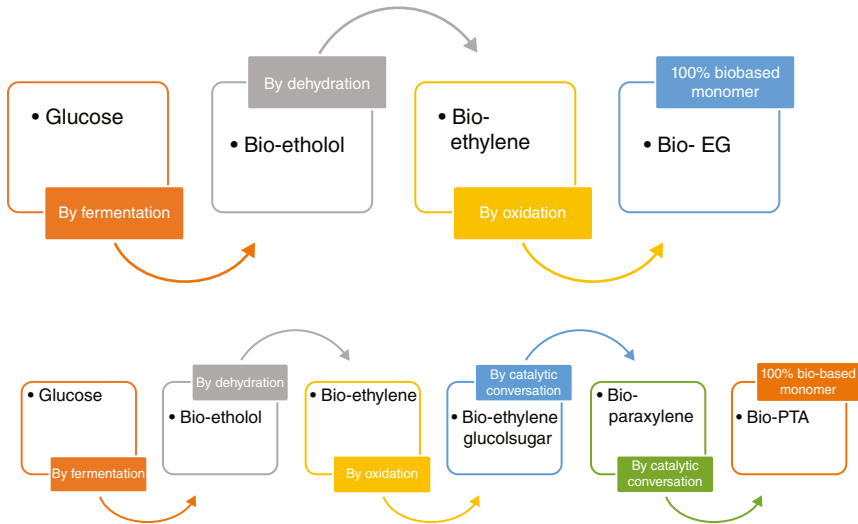 • Glucose
By fermentation
By dehydration
• Bio-etholol
• Bio-
ethylene
By oxidation
100% biobased
monomer
• Bio- EG
• Glucose
By fermentation
By dehydration
• Bio-etholol
• Bio-ethylene
By oxidation
By catalytic
conversation
• Bio-ethylene
glucolsugar
• Bio-
paraxylene
By catalytic
conversation
100% bio-based
monomer
• Bio-PTA